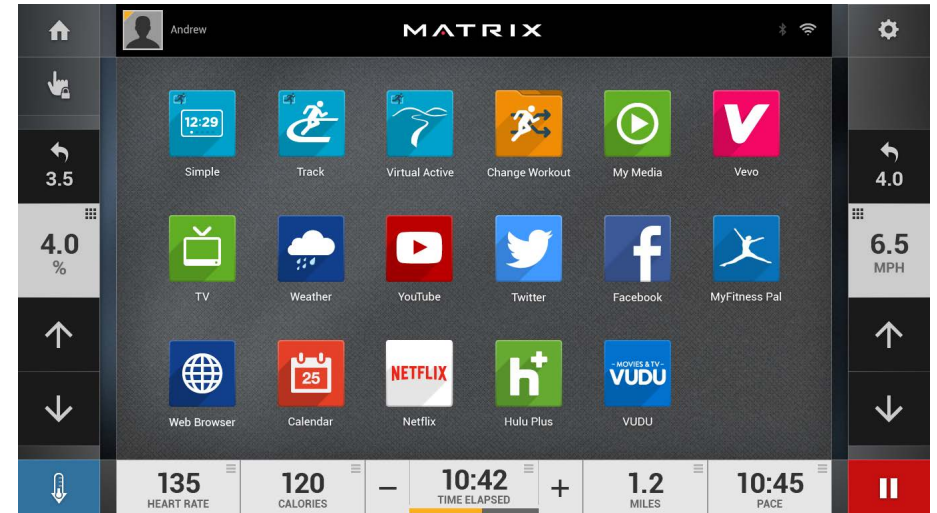 Andrew
MATRIX
3.5
4.0
%
4.0
6.5
MPH
12:29
Simple
Track
Virtual Active
Change Workout
My Media
V
Vevo
TV
Weather
YouTube
Twitter
f
Facebook
MyFitness Pal
Web Browser
25
Calendar
NETFLIX
Netflix
h+
Hulu Plus
- MOVIES & TV -
VUDU
VUDU
135
HEART RATE
120
CALORIES
10:42
TIME ELAPSED
1.2
MILES
10:45
PACE